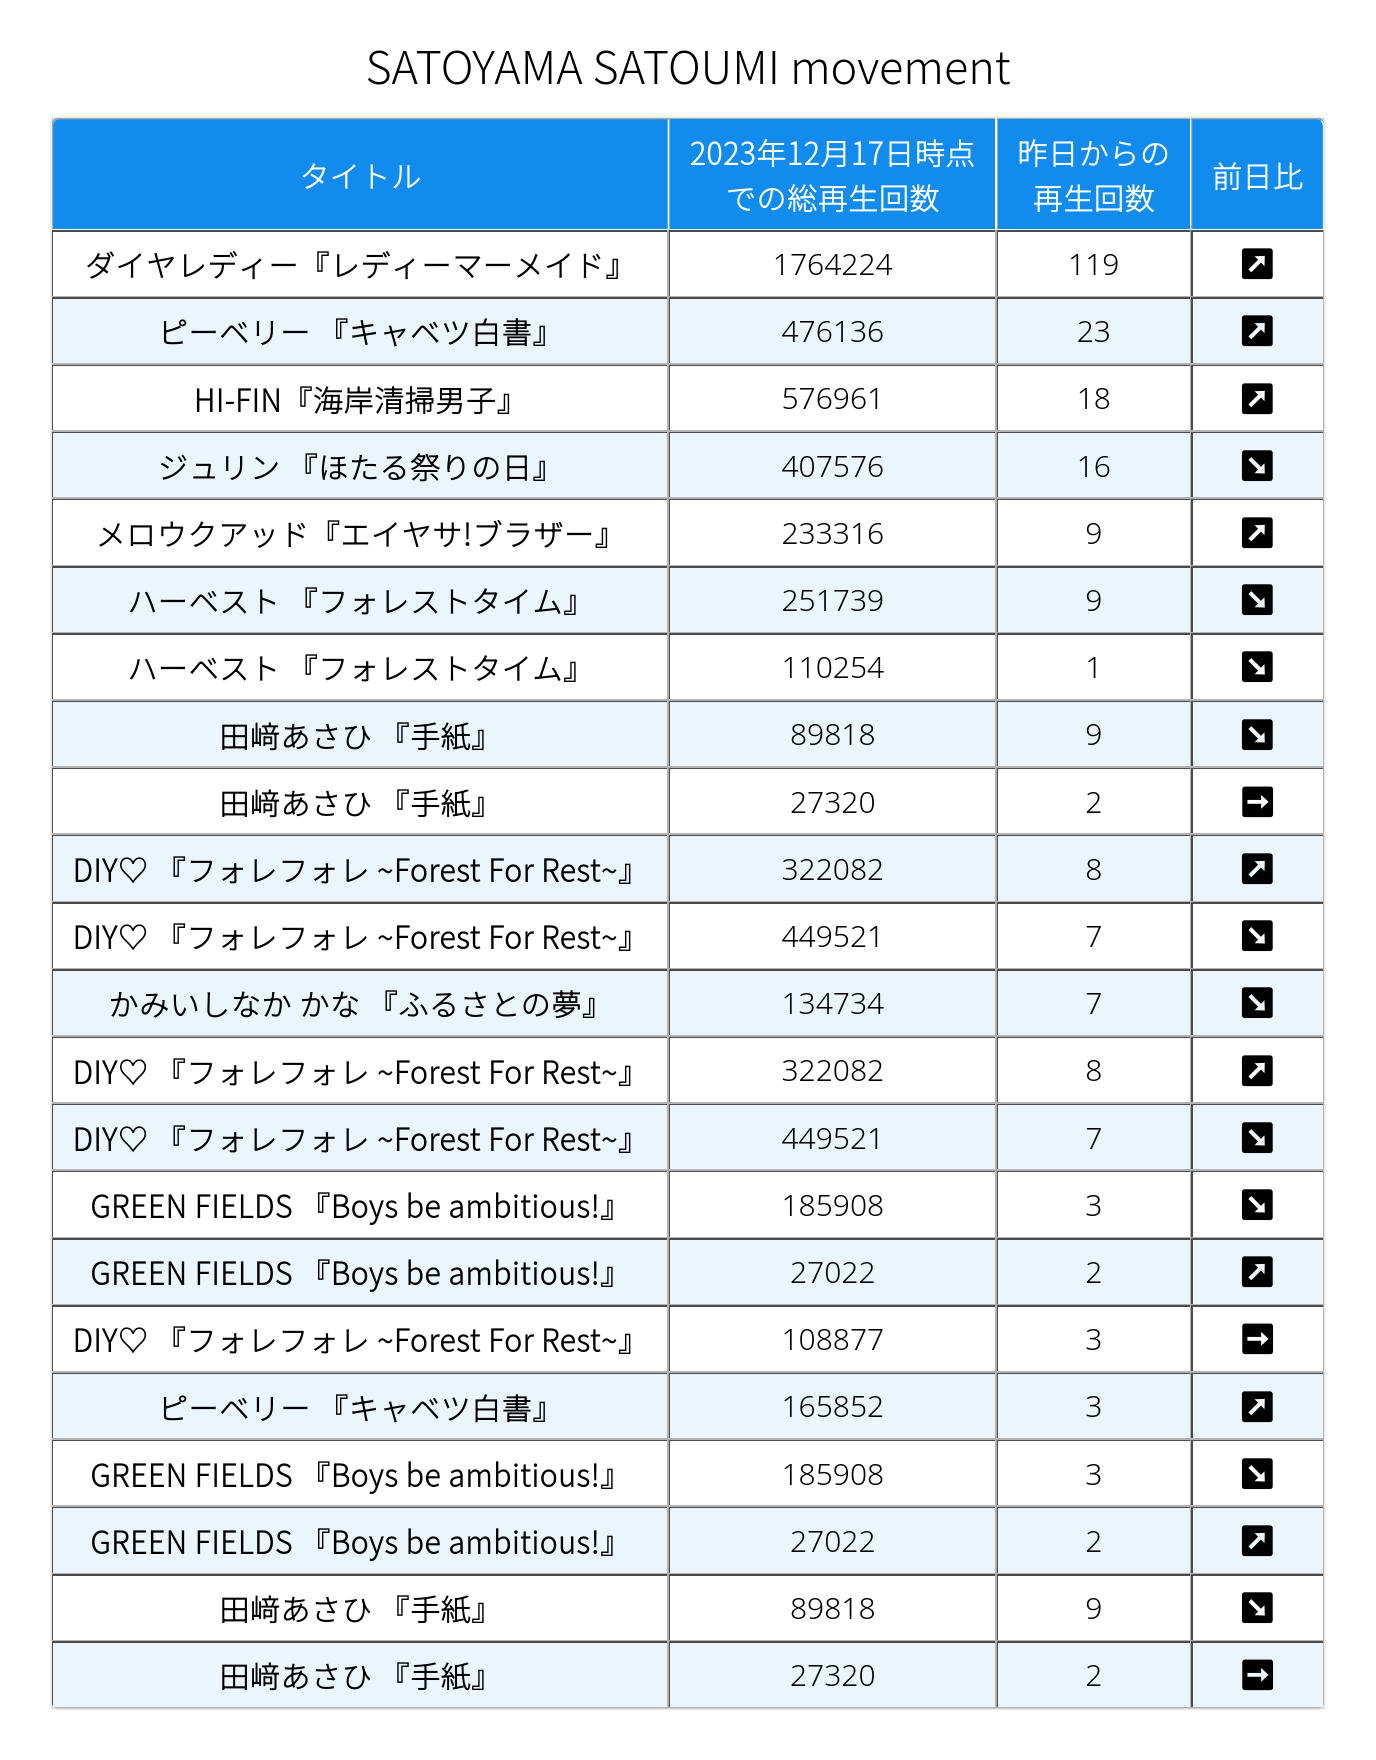 SATOYAMA SATOUMI movement
タイトル 2023年12月17日時点での総再生回数 昨日からの再生回数 前日比
ダイヤレディー『レディーマーメイド』 1764224 119 ↗
ピーベリー 『キャベツ白書』 476136 23 ↗
HI-FIN『海岸清掃男子』 576961 18 ↗
ジュリン 『ほたる祭りの日』 407576 16 ↘
メロウクアッド『エイヤサ!ブラザー』 233316 9 ↗
ハーベスト 『フォレストタイム』 251739 9 ↘
ハーベスト 『フォレストタイム』 110254 1 ↘
田﨑あさひ 『手紙』 89818 9 ↘
田﨑あさひ 『手紙』 27320 2 →
DIY♡ 『フォレフォレ ~Forest For Rest~』 322082 8 ↗
DIY♡ 『フォレフォレ ~Forest For Rest~』 449521 7 ↘
かみいしなか かな 『ふるさとの夢』 134734 7 ↘
DIY♡ 『フォレフォレ ~Forest For Rest~』 322082 8 ↗
DIY♡ 『フォレフォレ ~Forest For Rest~』 449521 7 ↘
GREEN FIELDS 『Boys be ambitious!』 185908 3 ↘
GREEN FIELDS 『Boys be ambitious!』 27022 2 ↗
DIY♡ 『フォレフォレ ~Forest For Rest~』 108877 3 →
ピーベリー 『キャベツ白書』 165852 3 ↗
GREEN FIELDS 『Boys be ambitious!』 185908 3 ↘
GREEN FIELDS 『Boys be ambitious!』 27022 2 ↗
田﨑あさひ 『手紙』 89818 9 ↘
田﨑あさひ 『手紙』 27320 2 →